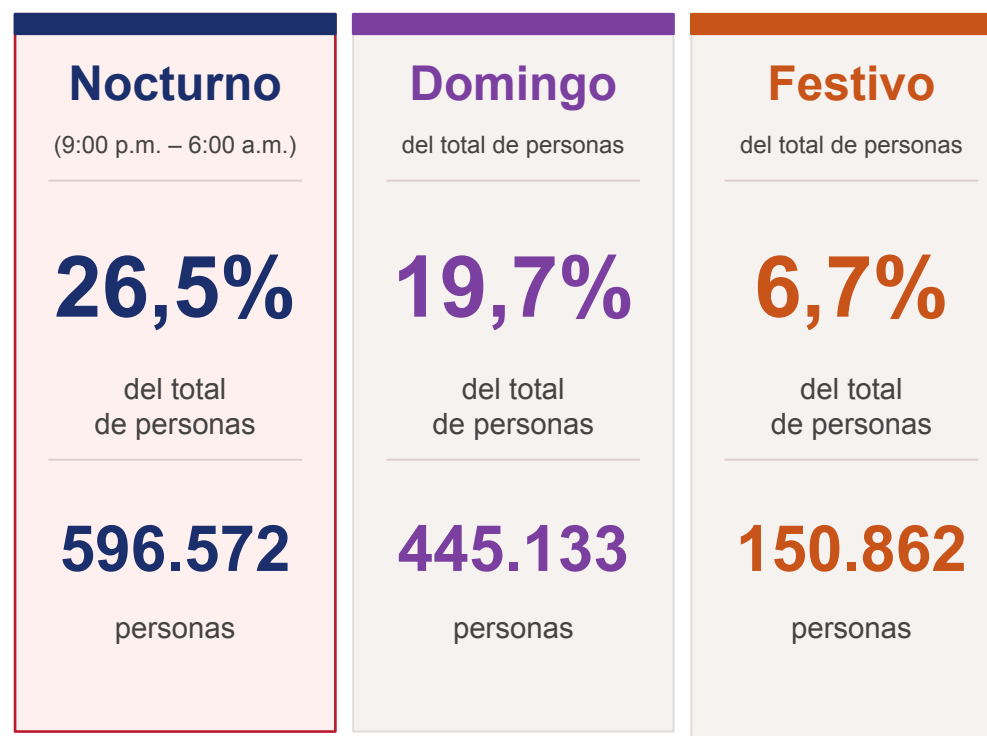 Nocturno
(9:00 p.m. – 6:00 a.m.)
26,5%
del total
de personas
596.572
personas
Domingo
del total de personas
19,7%
del total
de personas
445.133
personas
Festivo
del total de personas
6,7%
del total
de personas
150.862
personas